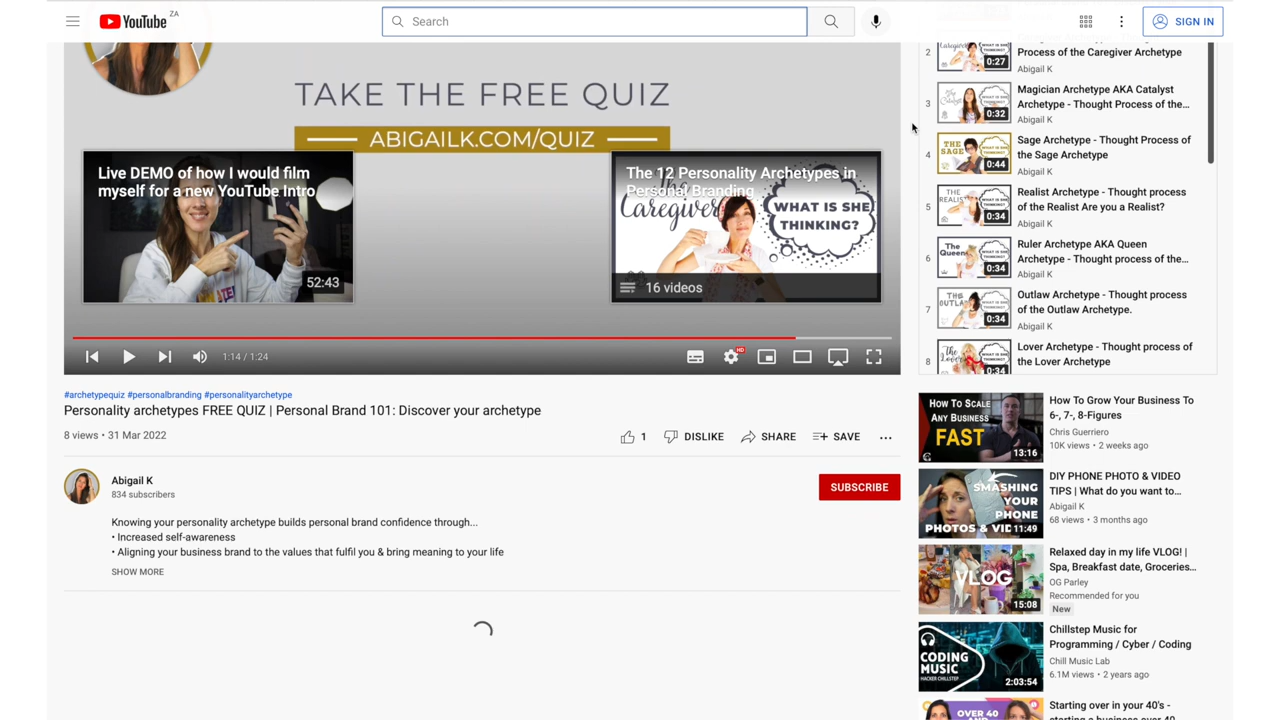 YouTube ZA
Search
SIGN IN
TAKE THE FREE QUIZ
ABIGAILK.COM/QUIZ
Live DEMO of how I would film
myself for a new YouTube Intro
52:43
The 12 Personality Archetypes in
Personal Branding
Caregiver
WHAT IS SHE
THINKING?
16 videos
1:14 / 1:24
HD
#archetypequiz #personalbranding #personalityarchetype
Personality archetypes FREE QUIZ | Personal Brand 101: Discover your archetype
8 views • 31 Mar 2022
1
DISLIKE
SHARE
SAVE
Abigail K
834 subscribers
SUBSCRIBE
Knowing your personality archetype builds personal brand confidence through...
• Increased self-awareness
• Aligning your business brand to the values that fulfil you & bring meaning to your life
SHOW MORE
2
0:27
Process of the Caregiver Archetype
Abigail K
3
0:32
Magician Archetype AKA Catalyst
Archetype - Thought Process of the...
Abigail K
4
THE
SAGE
0:44
Sage Archetype - Thought Process of
the Sage Archetype
Abigail K
5
THE
REALIST
0:34
Realist Archetype - Thought process
of the Realist Are you a Realist?
Abigail K
6
The
Queen
0:34
Ruler Archetype AKA Queen
Archetype - Thought process of the...
Abigail K
7
THE
OUTLAW
0:34
Outlaw Archetype - Thought process
of the Outlaw Archetype.
Abigail K
8
The
Lover
0:34
Lover Archetype - Thought process of
the Lover Archetype
HOW TO SCALE
ANY BUSINESS
FAST
13:16
How To Grow Your Business To
6-, 7-, 8-Figures
Chris Guerriero
10K views • 2 weeks ago
SMASHING
YOUR
PHONE
PHOTOS & VID
11:49
DIY PHONE PHOTO & VIDEO
TIPS | What do you want to...
Abigail K
68 views • 3 months ago
VLOG
15:08
Relaxed day in my life VLOG! |
Spa, Breakfast date, Groceries...
OG Parley
Recommended for you
New
CODING
MUSIC
HACKER CHILLSTEP
2:03:54
Chillstep Music for
Programming / Cyber / Coding
Chill Music Lab
6.1M views • 2 years ago
OVER 40
AND
Starting over in your 40's -
starting a business over 40